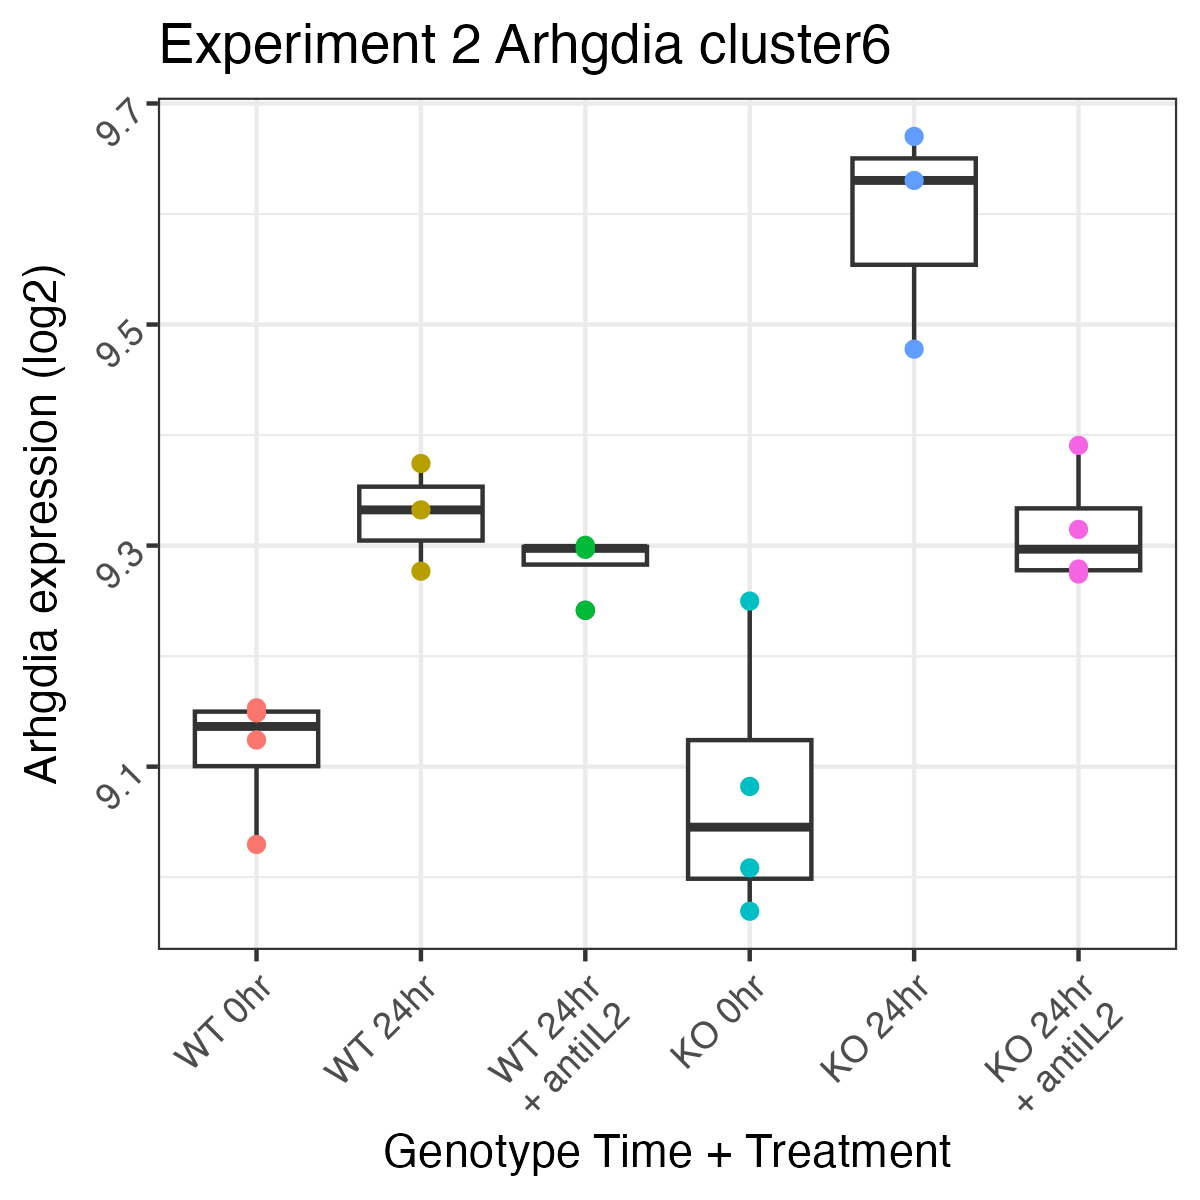 Experiment 2 Arhgdia cluster6
Arhgdia expression (log2)
9.7
9.5
9.3
9.1
WT 0hr
WT 24hr
WT 24hr
+ antiIL2
KO 0hr
KO 24hr
KO 24hr
+ antiIL2
Genotype Time + Treatment